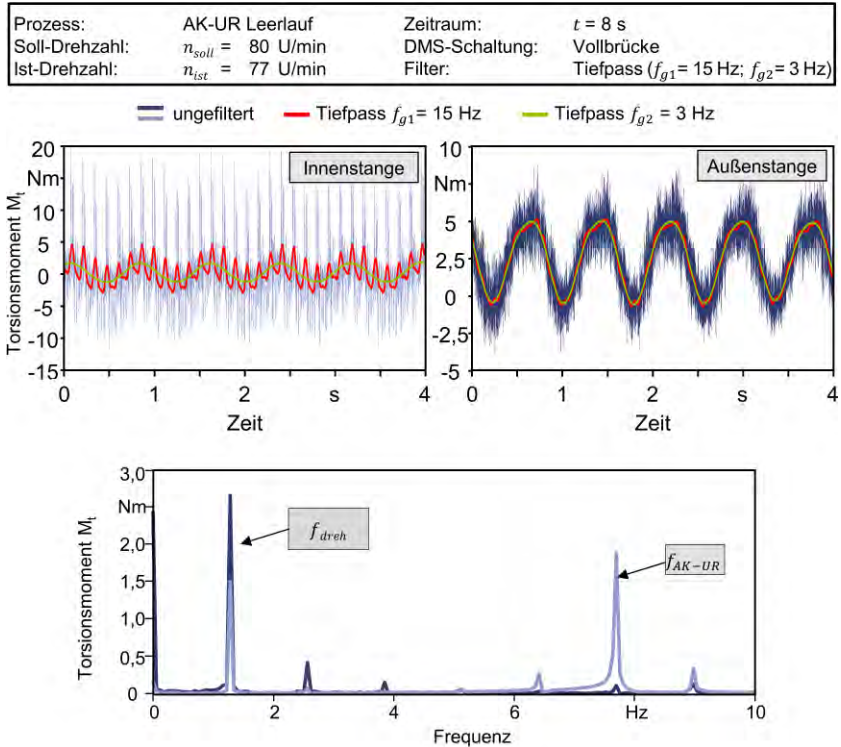 Prozess: AK-UR Leerlauf Zeitraum: t = 8 s
Soll-Drehzahl: n_soll = 80 U/min DMS-Schaltung: Vollbrücke
Ist-Drehzahl: n_ist = 77 U/min Filter: Tiefpass (f_g1 = 15 Hz; f_g2 = 3 Hz)
ungefiltert Tiefpass f_g1 = 15 Hz Tiefpass f_g2 = 3 Hz
Torsionsmoment M_t
20
Nm
10
5
0
-5
-10
-15
Innenstange
0 1 2 s 4
Zeit
10
Nm
5
2,5
0
-2,5
-5
Außenstange
0 1 2 s 4
Zeit
Torsionsmoment M_t
3,0
Nm
2,0
1,5
1,0
0,5
0
f_dreh
f_AK-UR
0 2 4 6 Hz 10
Frequenz